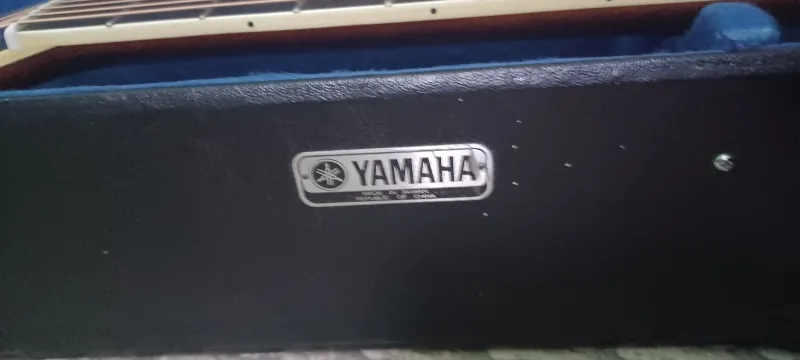 YAMAHA
MADE IN TAIWAN
REPUBLIC OF CHINA